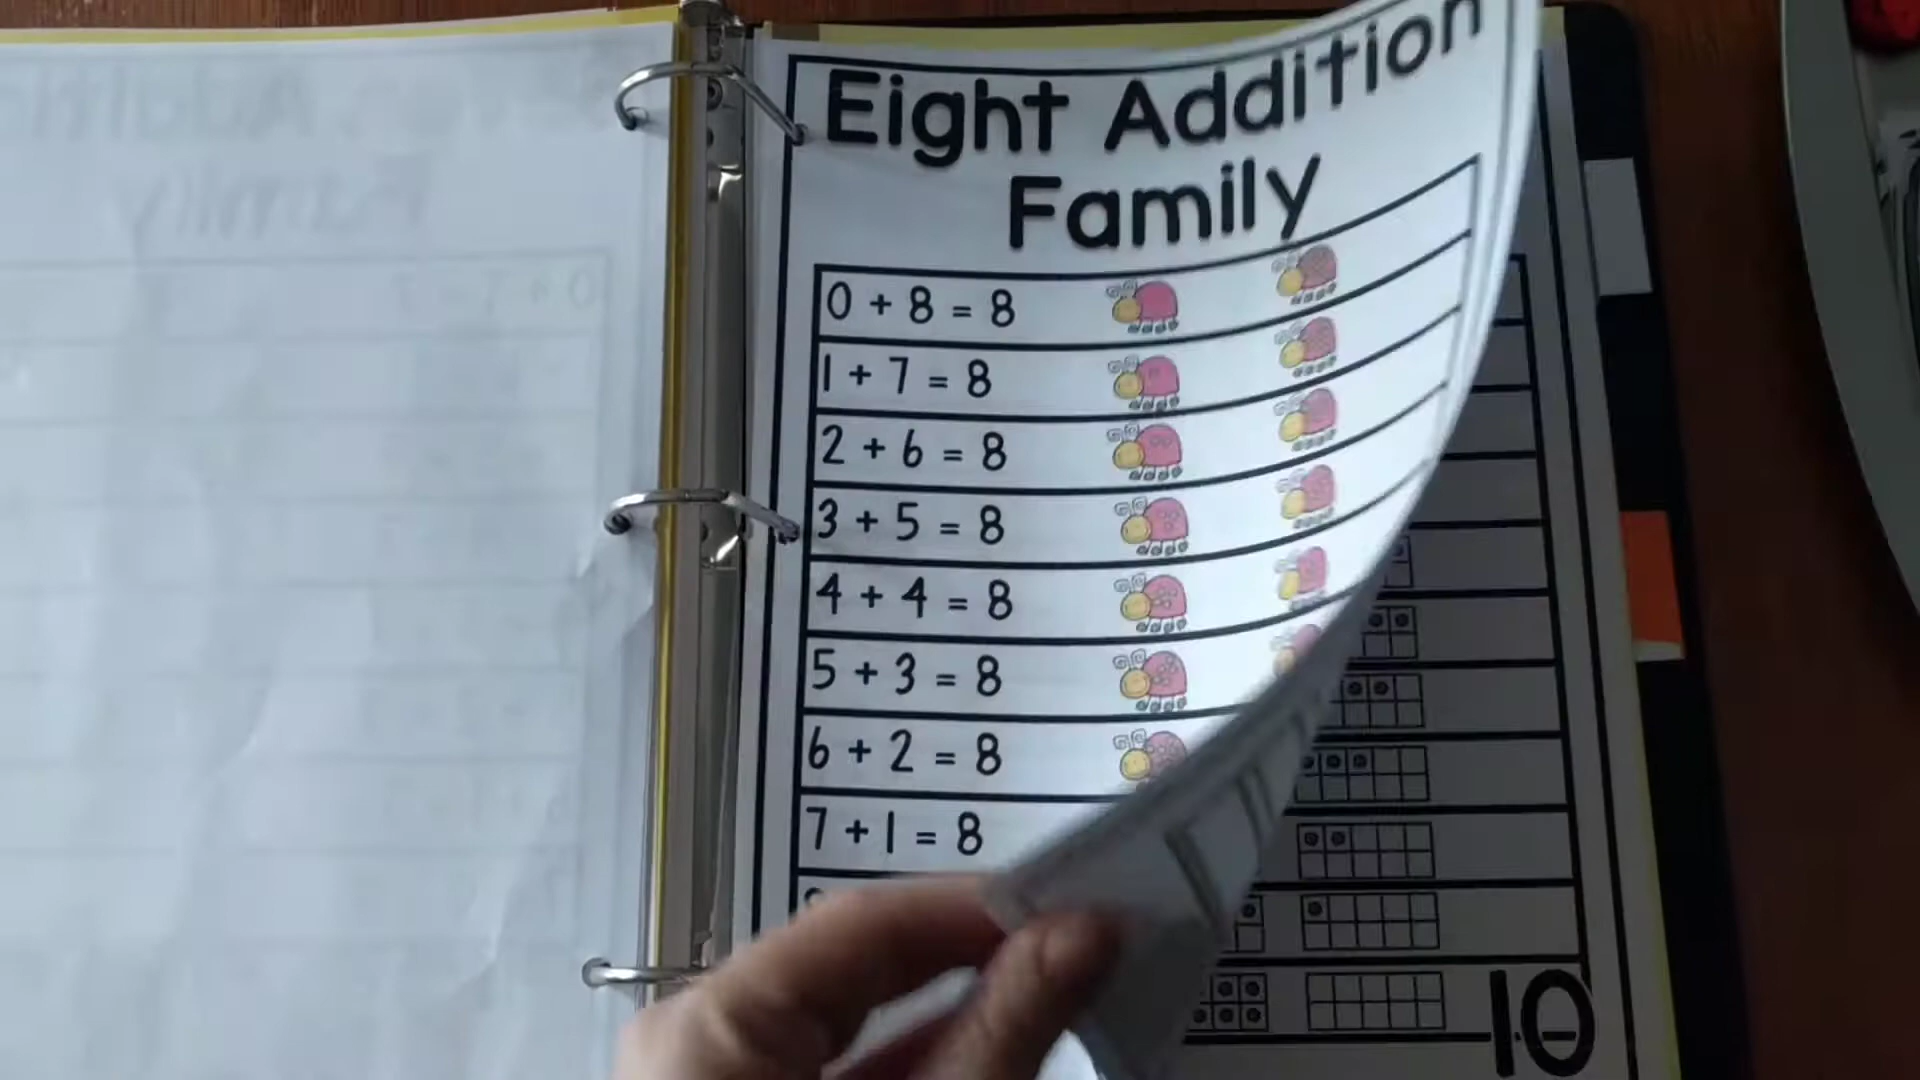 Eight Addition
Family
0 + 8 = 8
1 + 7 = 8
2 + 6 = 8
3 + 5 = 8
4 + 4 = 8
5 + 3 = 8
6 + 2 = 8
7 + 1 = 8
10